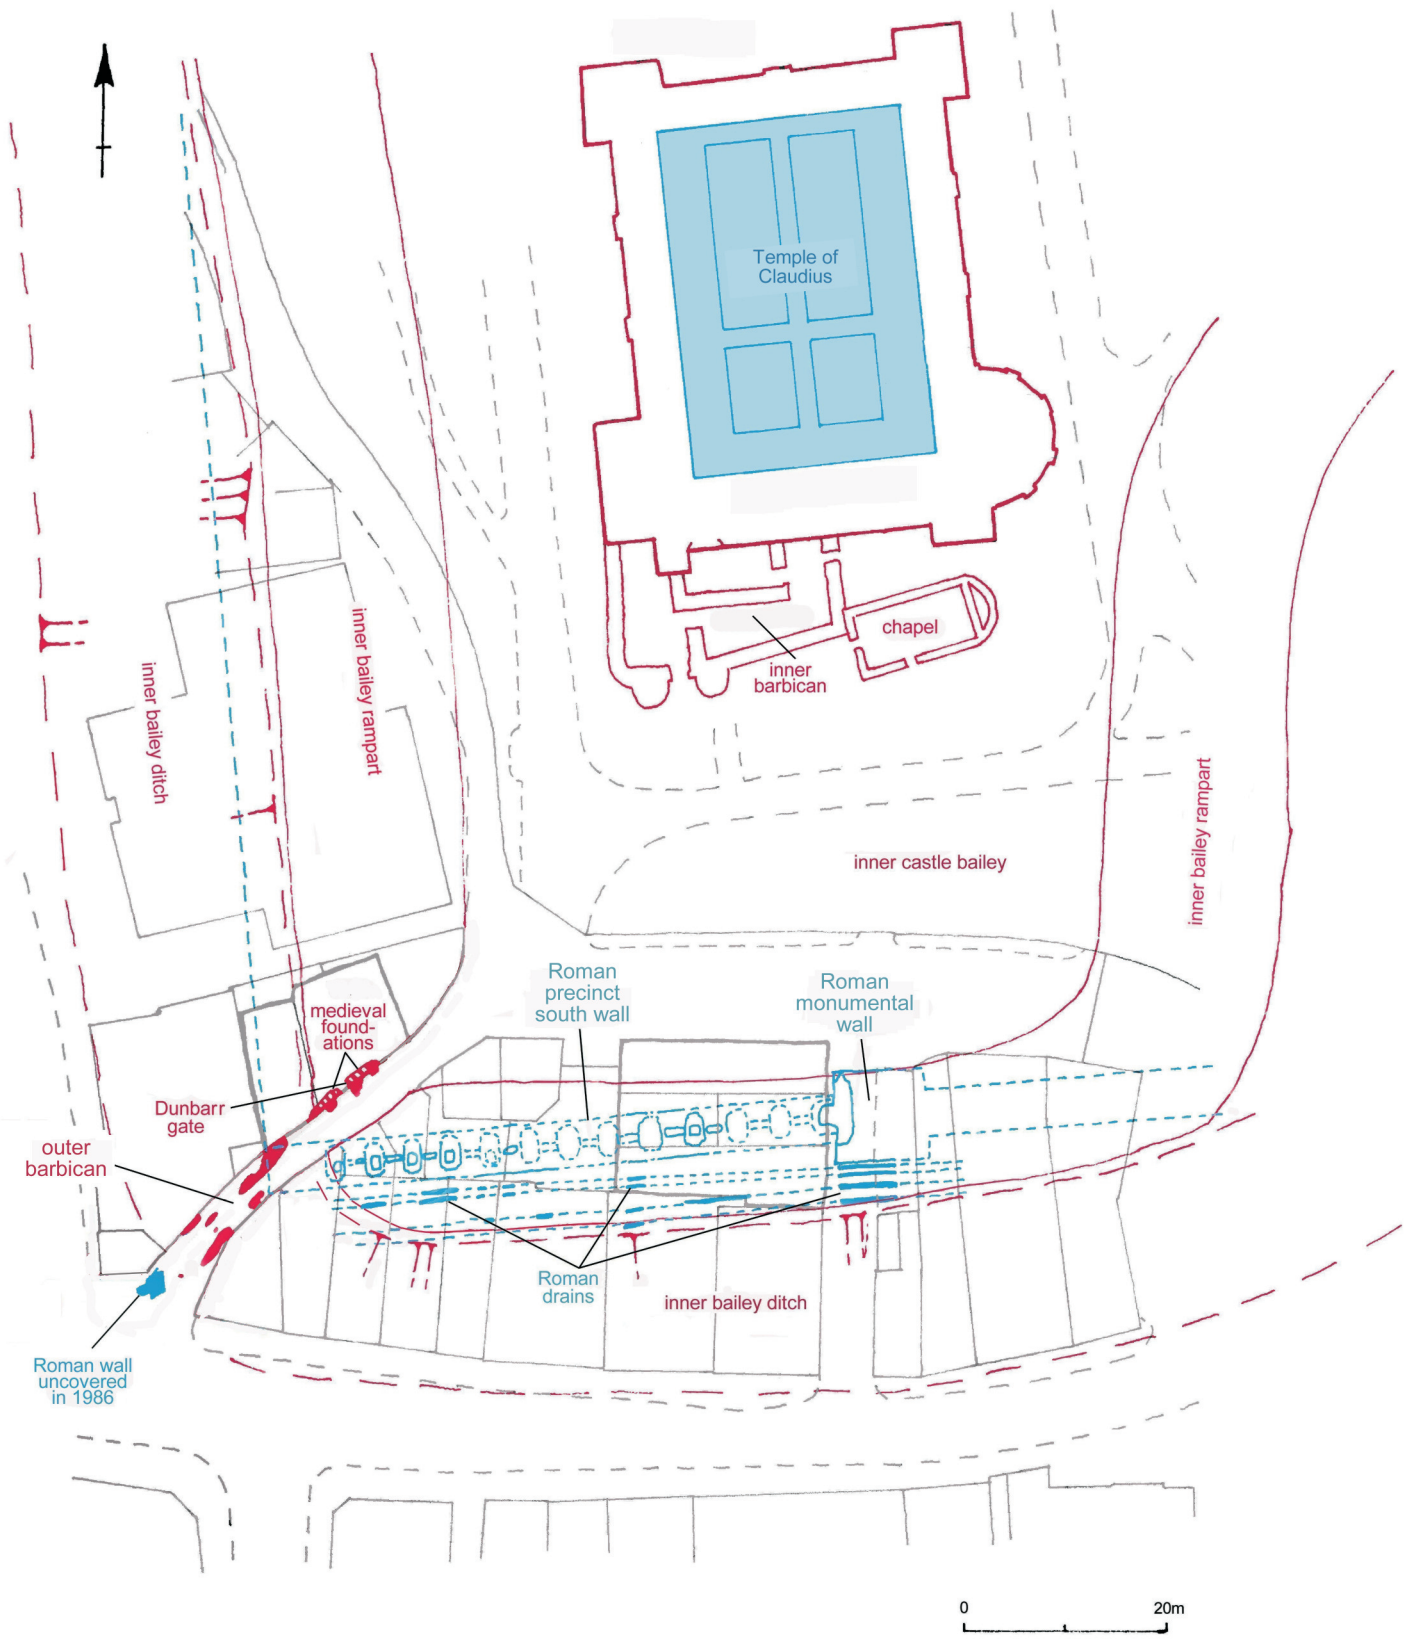 Temple of
Claudius
inner bailey rampart
inner bailey ditch
chapel
inner
barbican
inner bailey rampart
inner castle bailey
Roman
precinct
south wall
Roman
monumental
wall
medieval
found-
ations
Dunbarr
gate
outer
barbican
Roman
drains
inner bailey ditch
Roman wall
uncovered
in 1986
0 20m